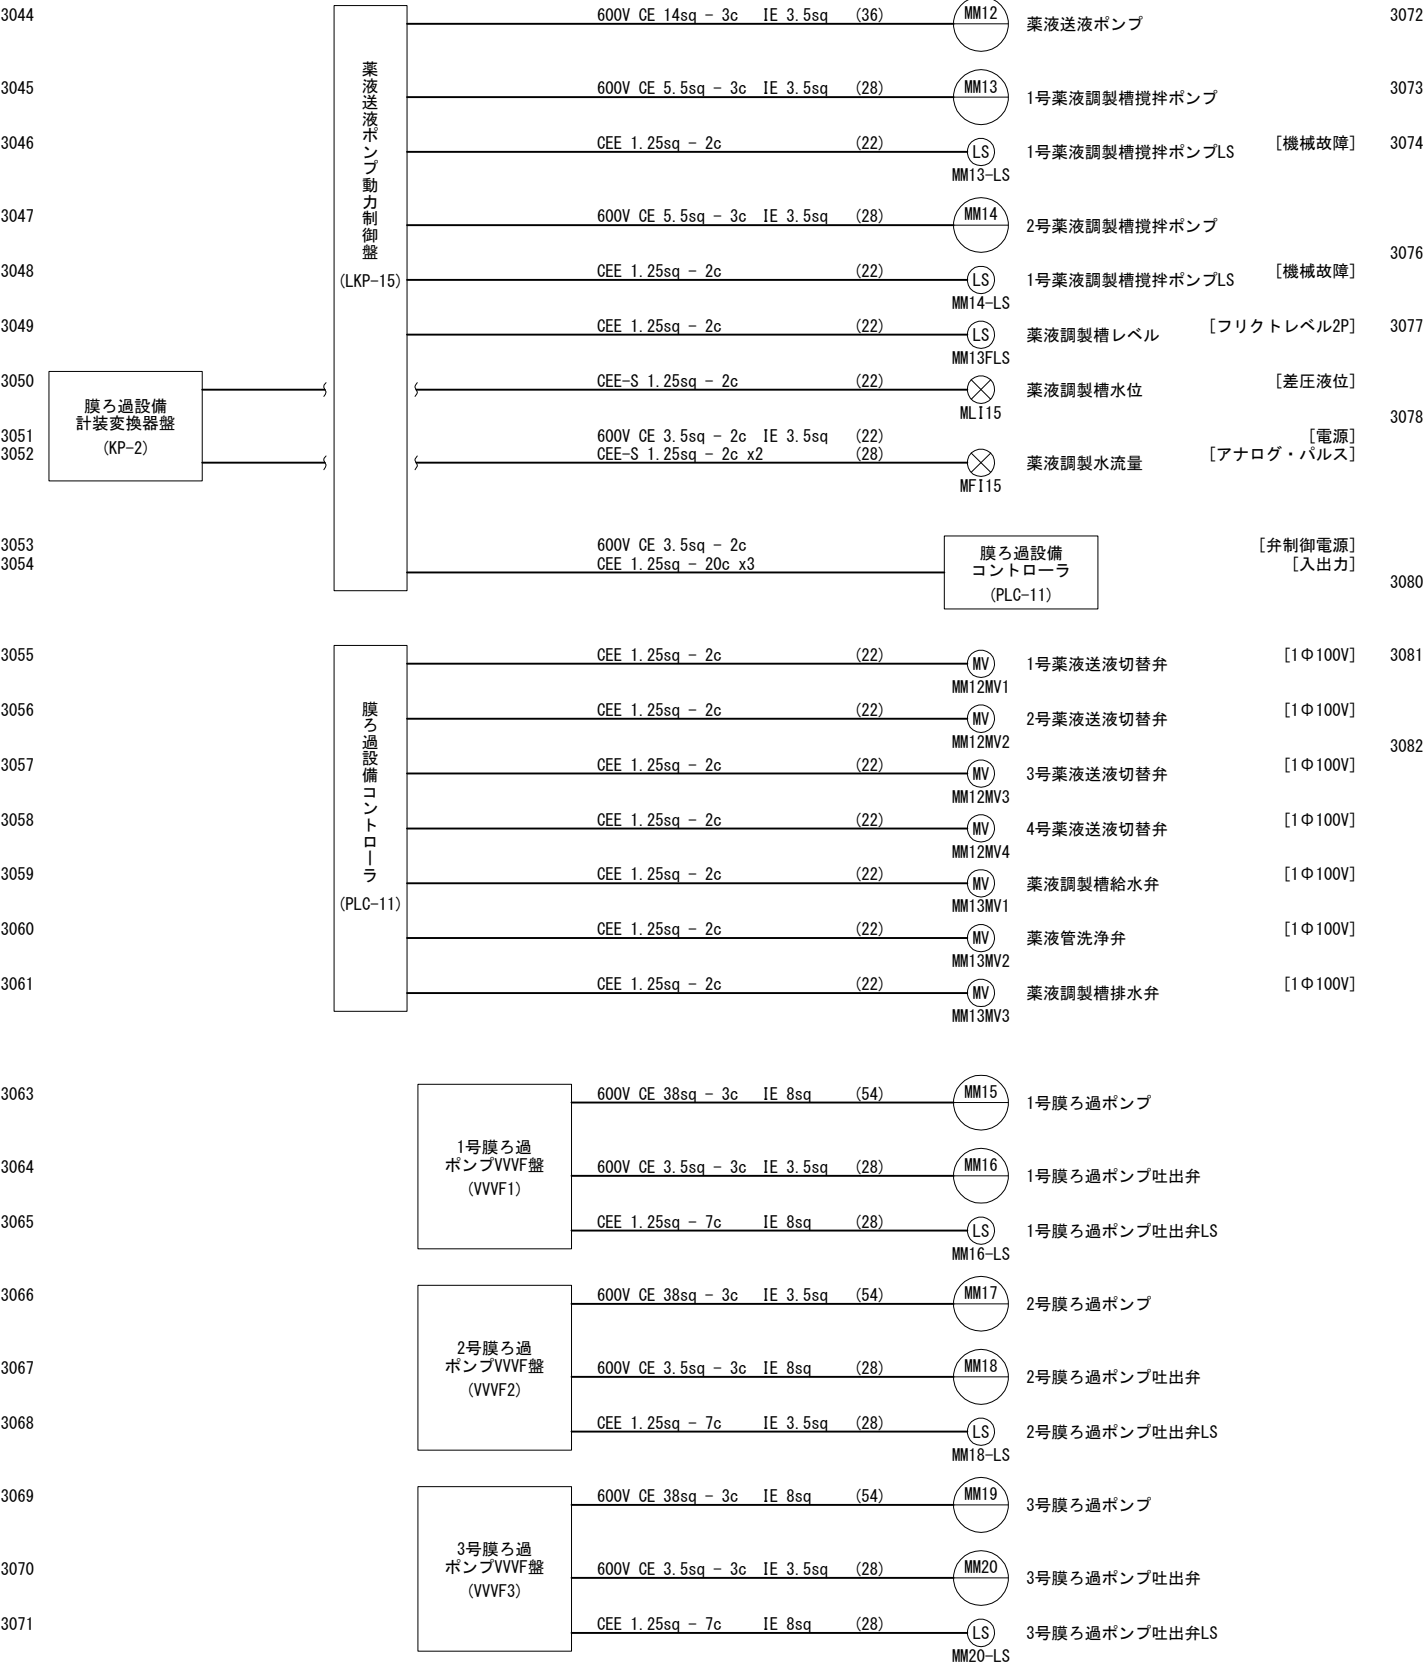 3044
600V CE 14sq - 3c IE 3.5sq (36)
MM12
薬液送液ポンプ
3072
薬液送液ポンプ動力制御盤
(LKP-15)
3045
600V CE 5.5sq - 3c IE 3.5sq (28)
MM13
1号薬液調製槽撹拌ポンプ
3073
3046
CEE 1.25sq - 2c (22)
LS
MM13-LS
1号薬液調製槽撹拌ポンプLS
[機械故障]
3074
3047
600V CE 5.5sq - 3c IE 3.5sq (28)
MM14
2号薬液調製槽撹拌ポンプ
3076
3048
CEE 1.25sq - 2c (22)
LS
MM14-LS
1号薬液調製槽撹拌ポンプLS
[機械故障]
3049
CEE 1.25sq - 2c (22)
LS
MM13FLS
薬液調製槽レベル
[フリクトレベル2P]
3077
3050
膜ろ過設備
計装変換器盤
(KP-2)
CEE-S 1.25sq - 2c (22)
MLI15
薬液調製槽水位
[差圧液位]
3078
3051
600V CE 3.5sq - 2c IE 3.5sq (22)
[電源]
3052
CEE-S 1.25sq - 2c x2 (28)
MFI15
薬液調製水流量
[アナログ・パルス]
3053
600V CE 3.5sq - 2c
[弁制御電源]
3054
CEE 1.25sq - 20c x3
膜ろ過設備
コントローラ
(PLC-11)
[入出力]
3080
膜ろ過設備コントローラ
(PLC-11)
3055
CEE 1.25sq - 2c (22)
MV
MM12MV1
1号薬液送液切替弁
[1Φ100V]
3081
3056
CEE 1.25sq - 2c (22)
MV
MM12MV2
2号薬液送液切替弁
[1Φ100V]
3082
3057
CEE 1.25sq - 2c (22)
MV
MM12MV3
3号薬液送液切替弁
[1Φ100V]
3058
CEE 1.25sq - 2c (22)
MV
MM12MV4
4号薬液送液切替弁
[1Φ100V]
3059
CEE 1.25sq - 2c (22)
MV
MM13MV1
薬液調製槽給水弁
[1Φ100V]
3060
CEE 1.25sq - 2c (22)
MV
MM13MV2
薬液管洗浄弁
[1Φ100V]
3061
CEE 1.25sq - 2c (22)
MV
MM13MV3
薬液調製槽排水弁
[1Φ100V]
1号膜ろ過
ポンプVVVF盤
(VVVF1)
3063
600V CE 38sq - 3c IE 8sq (54)
MM15
1号膜ろ過ポンプ
3064
600V CE 3.5sq - 3c IE 3.5sq (28)
MM16
1号膜ろ過ポンプ吐出弁
3065
CEE 1.25sq - 7c IE 8sq (28)
LS
MM16-LS
1号膜ろ過ポンプ吐出弁LS
2号膜ろ過
ポンプVVVF盤
(VVVF2)
3066
600V CE 38sq - 3c IE 3.5sq (54)
MM17
2号膜ろ過ポンプ
3067
600V CE 3.5sq - 3c IE 8sq (28)
MM18
2号膜ろ過ポンプ吐出弁
3068
CEE 1.25sq - 7c IE 3.5sq (28)
LS
MM18-LS
2号膜ろ過ポンプ吐出弁LS
3号膜ろ過
ポンプVVVF盤
(VVVF3)
3069
600V CE 38sq - 3c IE 8sq (54)
MM19
3号膜ろ過ポンプ
3070
600V CE 3.5sq - 3c IE 3.5sq (28)
MM20
3号膜ろ過ポンプ吐出弁
3071
CEE 1.25sq - 7c IE 8sq (28)
LS
MM20-LS
3号膜ろ過ポンプ吐出弁LS